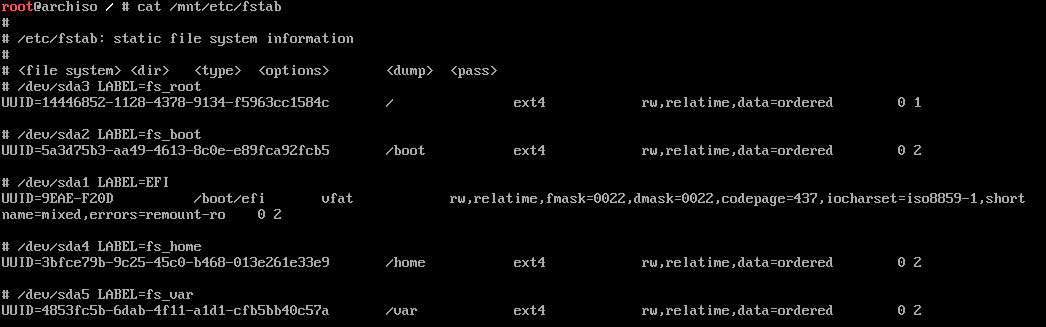 root@archiso / # cat /mnt/etc/fstab
#
# /etc/fstab: static file system information
#
# <file system> <dir>   <type>  <options>       <dump>  <pass>
# /dev/sda3 LABEL=fs_root
UUID=14446852-1128-4378-9134-f5963cc1584c       /               ext4            rw,relatime,data=ordered        0 1

# /dev/sda2 LABEL=fs_boot
UUID=5a3d75b3-aa49-4613-8c0e-e89fca92fcb5       /boot           ext4            rw,relatime,data=ordered        0 2

# /dev/sda1 LABEL=EFI
UUID=9EAE-F20D          /boot/efi       vfat            rw,relatime,fmask=0022,dmask=0022,codepage=437,iocharset=iso8859-1,short
name=mixed,errors=remount-ro    0 2

# /dev/sda4 LABEL=fs_home
UUID=3bfce79b-9c25-45c0-b468-013e261e33e9       /home           ext4            rw,relatime,data=ordered        0 2

# /dev/sda5 LABEL=fs_var
UUID=4853fc5b-6dab-4f11-a1d1-cfb5bb40c57a       /var            ext4            rw,relatime,data=ordered        0 2